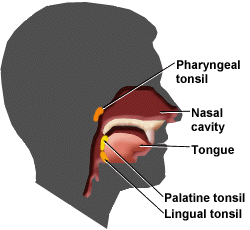 Pharyngeal
tonsil
Nasal
cavity
Tongue
Palatine tonsil
Lingual tonsil